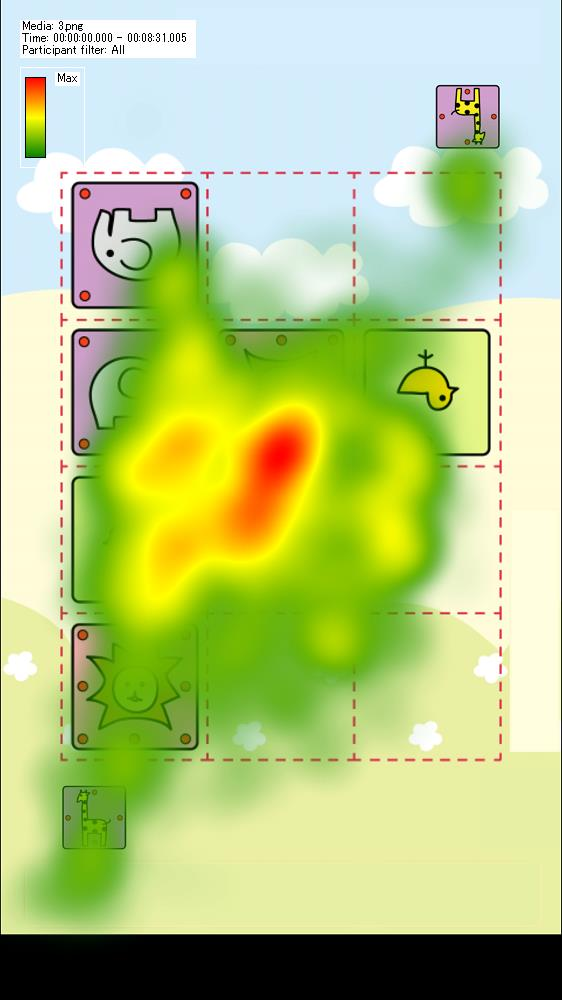 Media: 3.png
Time: 00:00:00.000 - 00:08:31.005
Participant filter: All
Max